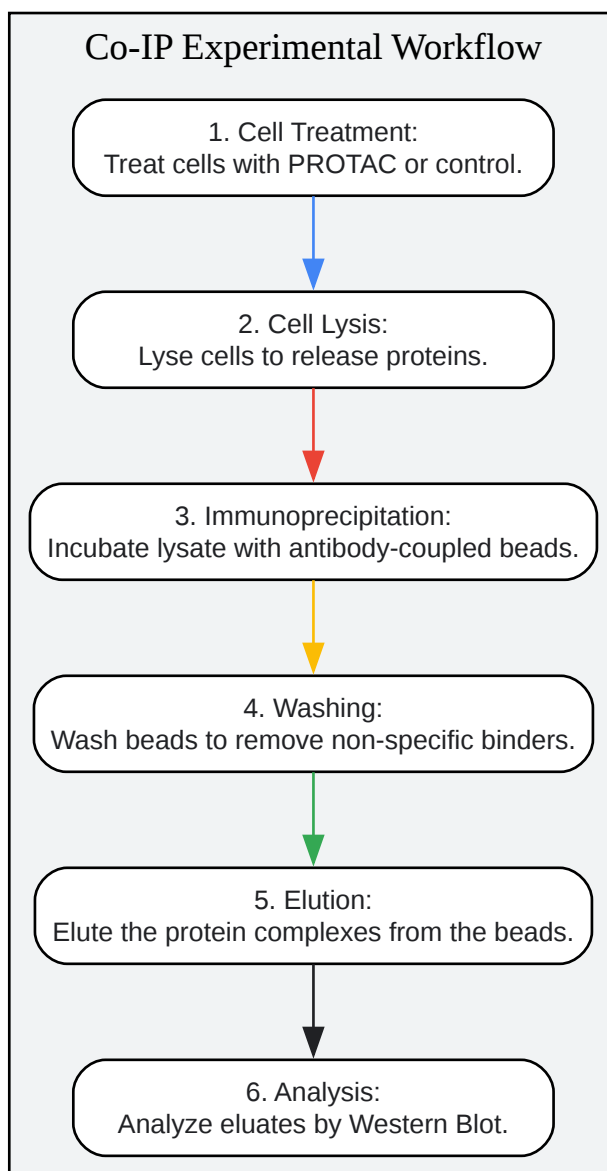 Co-IP Experimental Workflow
1. Cell Treatment:
Treat cells with PROTAC or control.
2. Cell Lysis:
Lyse cells to release proteins.
3. Immunoprecipitation:
Incubate lysate with antibody-coupled beads.
4. Washing:
Wash beads to remove non-specific binders.
5. Elution:
Elute the protein complexes from the beads.
6. Analysis:
Analyze eluates by Western Blot.